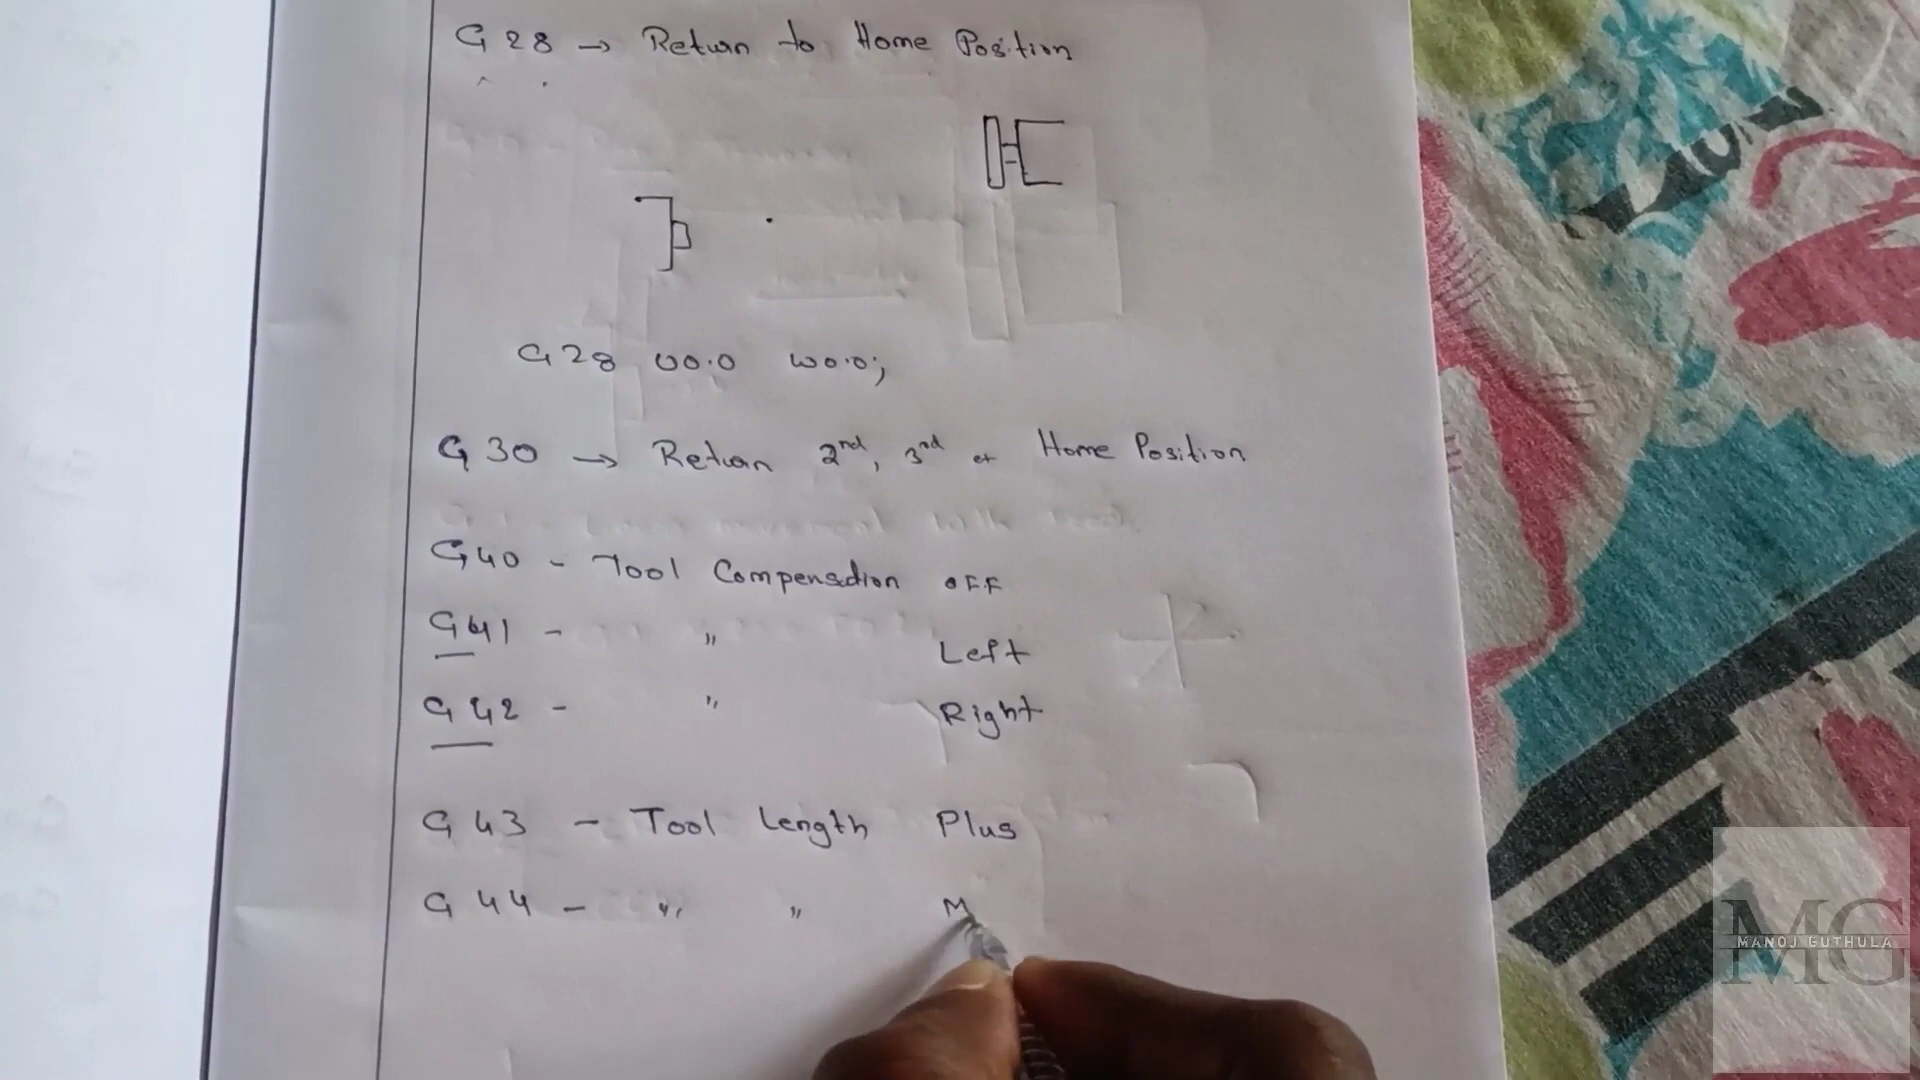 G28 → Return to Home Position
G28 U0.0 W0.0;
G30 → Return 2nd, 3rd Home Position
G40 - Tool Compensation OFF
G41 - " Left
G42 - " Right
G43 - Tool Length Plus
G44 - " " M
MG
MANOJ GUTHULA